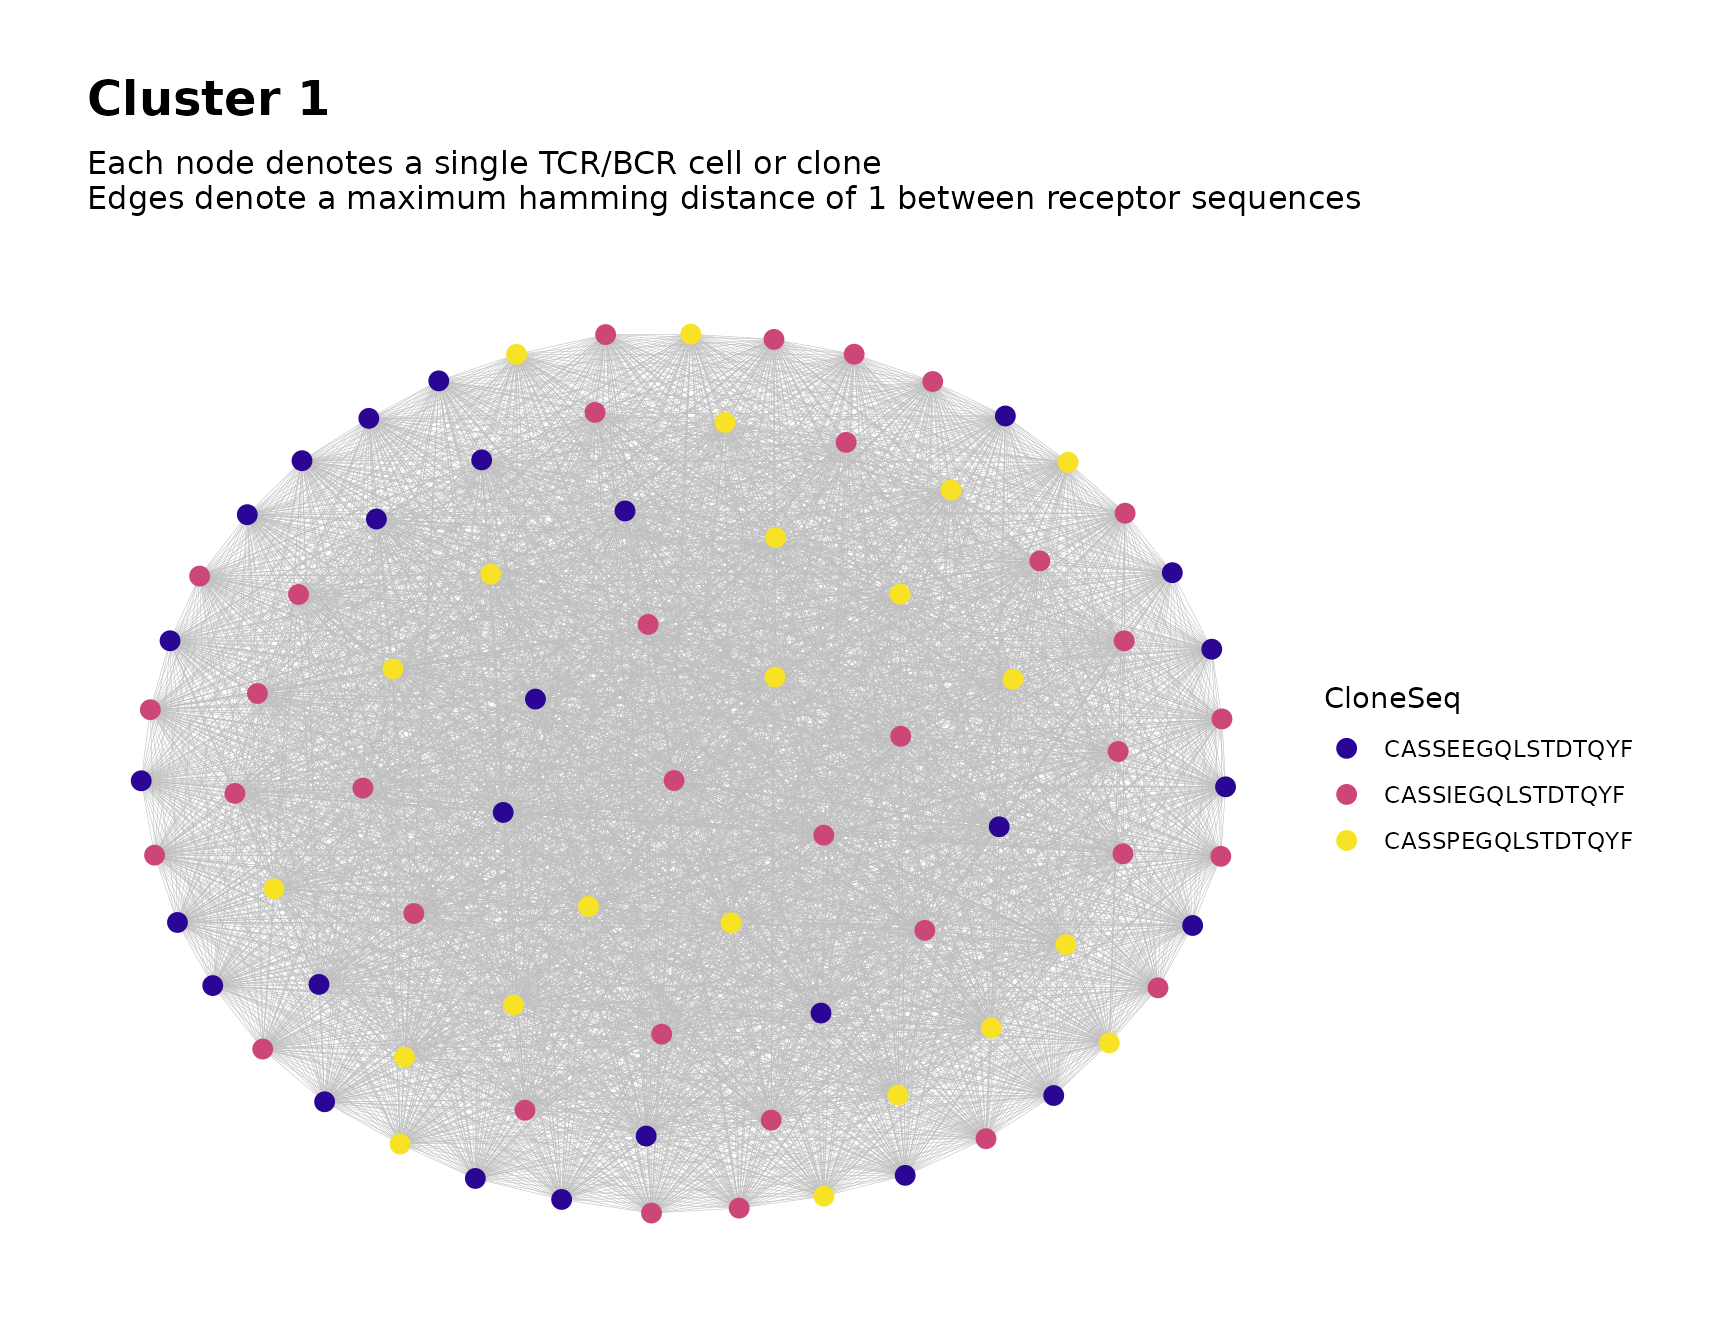 Cluster 1
Each node denotes a single TCR/BCR cell or clone
Edges denote a maximum hamming distance of 1 between receptor sequences
CloneSeq
CASSEEGQLSTDTQYF
CASSIEGQLSTDTQYF
CASSPEGQLSTDTQYF